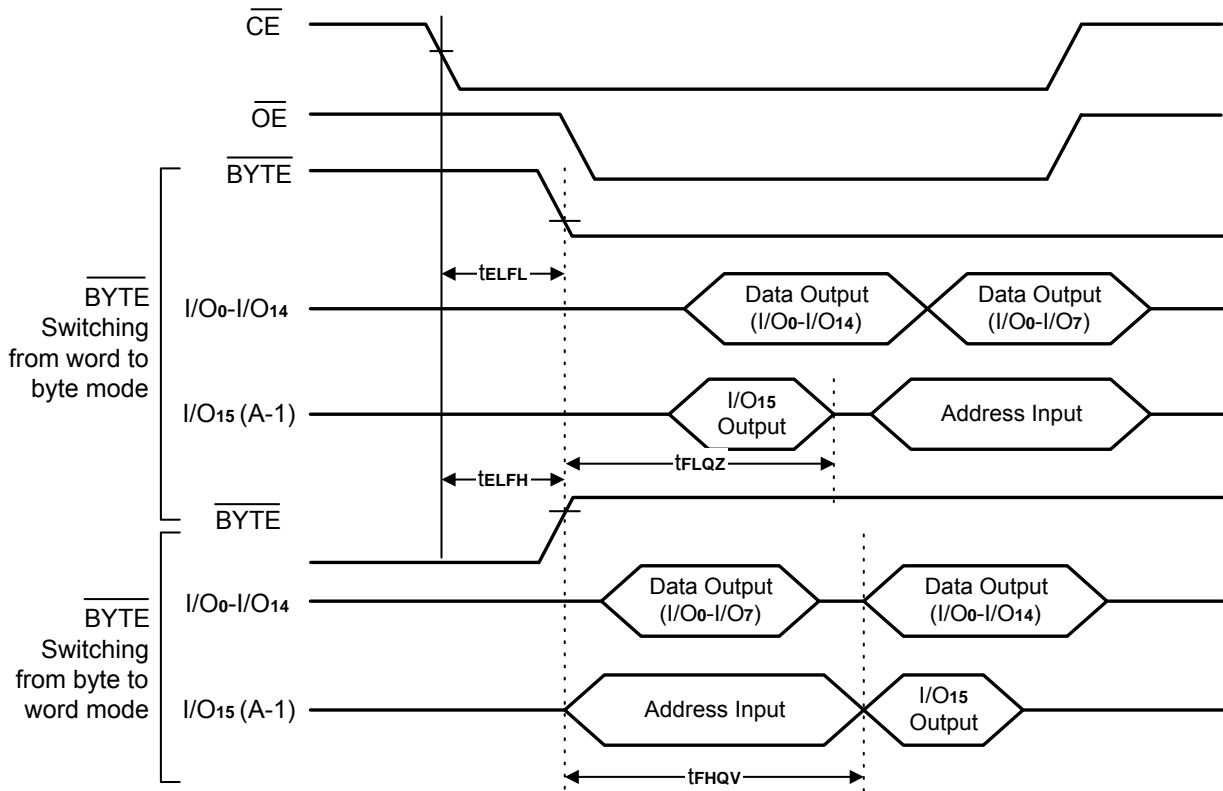 CE
OE
BYTE
tELFL
BYTE
Switching
from word to
byte mode
I/O0-I/O14
Data Output
(I/O0-I/O14)
Data Output
(I/O0-I/O7)
I/O15 (A-1)
I/O15
Output
Address Input
tELFH
tFLQZ
BYTE
BYTE
Switching
from byte to
word mode
I/O0-I/O14
Data Output
(I/O0-I/O7)
Data Output
(I/O0-I/O14)
I/O15 (A-1)
Address Input
I/O15
Output
tFHQV